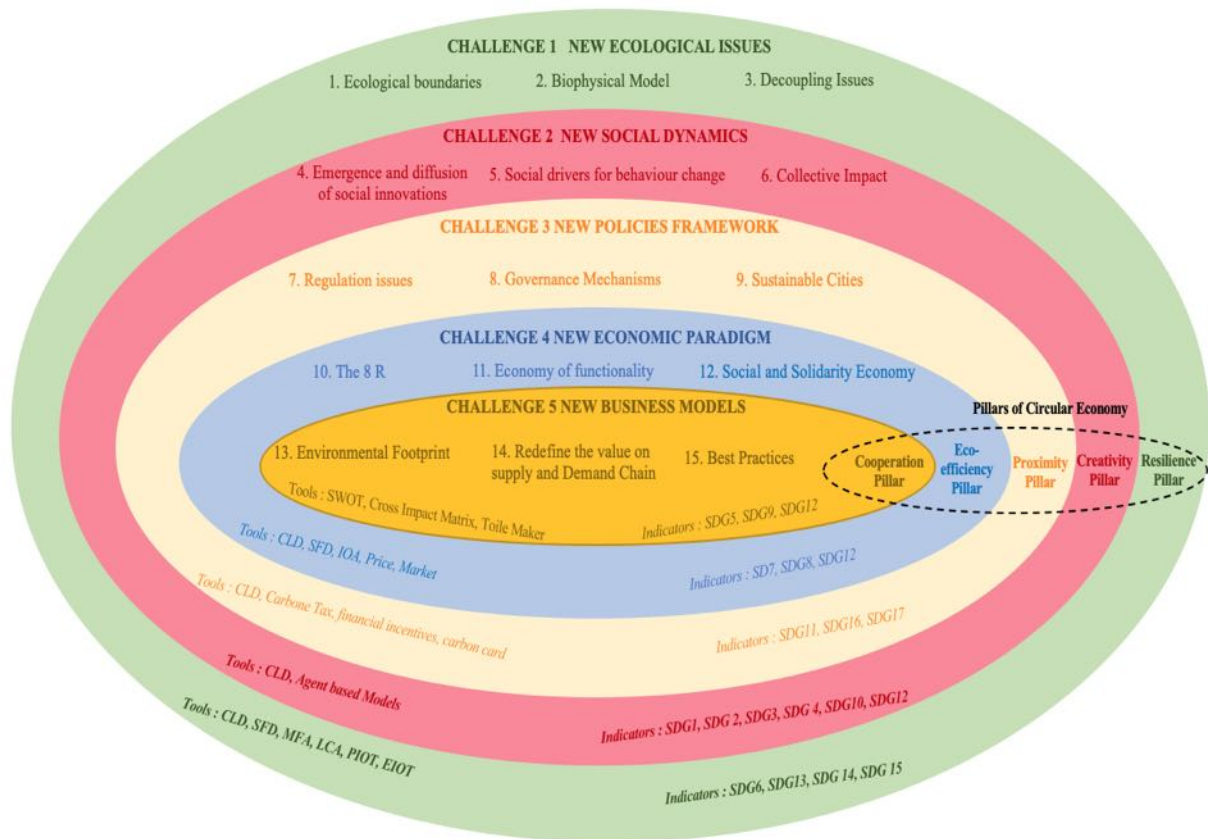 CHALLENGE 1   NEW ECOLOGICAL ISSUES
1. Ecological boundaries
2. Biophysical Model
3. Decoupling Issues
CHALLENGE 2  NEW SOCIAL DYNAMICS
4. Emergence and diffusion
of social innovations
5. Social drivers for behaviour change
6. Collective Impact
CHALLENGE 3 NEW POLICIES FRAMEWORK
7. Regulation issues
8. Governance Mechanisms
9. Sustainable Cities
CHALLENGE 4 NEW ECONOMIC PARADIGM
10. The 8 R
11. Economy of functionality
12. Social and Solidarity Economy
CHALLENGE 5 NEW BUSINESS MODELS
13. Environmental Footprint
14. Redefine the value on
supply and Demand Chain
15. Best Practices
Pillars of Circular Economy
Cooperation
Pillar
Eco-
efficiency
Pillar
Proximity
Pillar
Creativity
Pillar
Resilience
Pillar
Tools : SWOT, Cross Impact Matrix, Toile Maker
Indicators : SDG5, SDG9, SDG12
Tools : CLD, SFD, IOA, Price, Market
Indicators : SD7, SDG8, SDG12
Tools : CLD, Carbone Tax, financial incentives, carbon card
Indicators : SDG11, SDG16, SDG17
Tools : CLD, Agent based Models
Indicators : SDG1, SDG 2, SDG3, SDG 4, SDG10, SDG12
Tools : CLD, SFD, MFA, LCA, PIOT, EIOT
Indicators : SDG6, SDG13, SDG 14, SDG 15